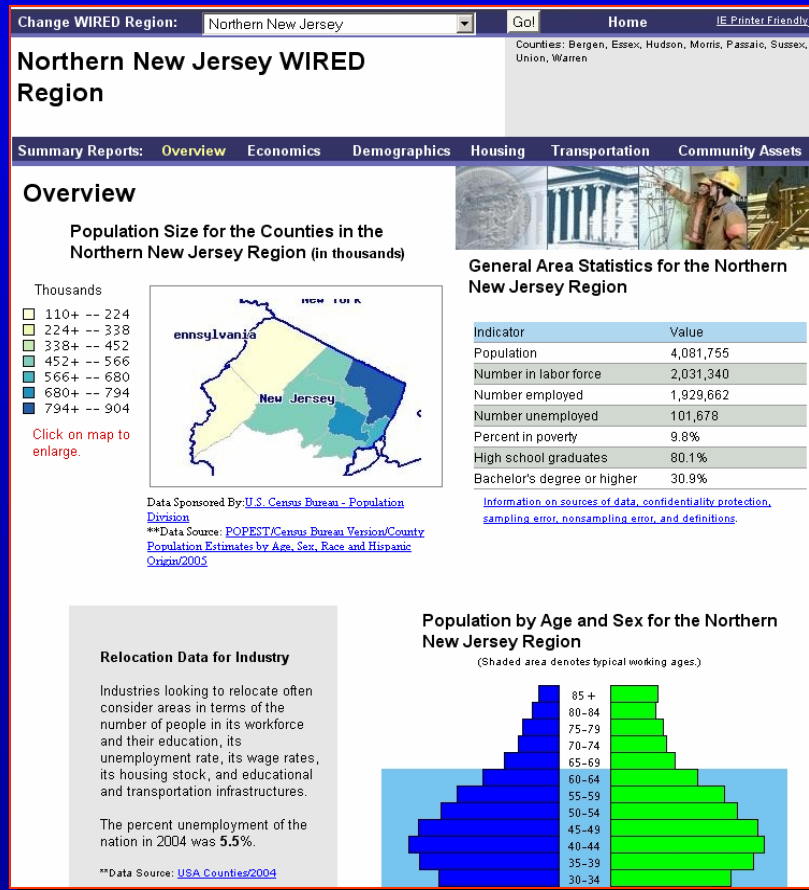 Change WIRED Region: Northern New Jersey Go! Home IE Printer Friendly
Northern New Jersey WIRED
Region
Counties: Bergen, Essex, Hudson, Morris, Passaic, Sussex,
Union, Warren
Summary Reports: Overview Economics Demographics Housing Transportation Community Assets
Overview
Population Size for the Counties in the
Northern New Jersey Region (in thousands)
Thousands
110+ -- 224
224+ -- 338
338+ -- 452
452+ -- 566
566+ -- 680
680+ -- 794
794+ -- 904
Click on map to
enlarge.
New York
ennsylvania
New Jersey
Data Sponsored By:U.S. Census Bureau - Population
Division
**Data Source: POPEST/Census Bureau Version/County
Population Estimates by Age, Sex, Race and Hispanic
Origin/2005
General Area Statistics for the Northern
New Jersey Region
Indicator Value
Population 4,081,755
Number in labor force 2,031,340
Number employed 1,929,662
Number unemployed 101,678
Percent in poverty 9.8%
High school graduates 80.1%
Bachelor's degree or higher 30.9%
Information on sources of data, confidentiality protection,
sampling error, nonsampling error, and definitions.
Relocation Data for Industry
Industries looking to relocate often
consider areas in terms of the
number of people in its workforce
and their education, its
unemployment rate, its wage rates,
its housing stock, and educational
and transportation infrastructures.
The percent unemployment of the
nation in 2004 was 5.5%.
**Data Source: USA Counties/2004
Population by Age and Sex for the Northern
New Jersey Region
(Shaded area denotes typical working ages.)
85 +
80-84
75-79
70-74
65-69
60-64
55-59
50-54
45-49
40-44
35-39
30-34